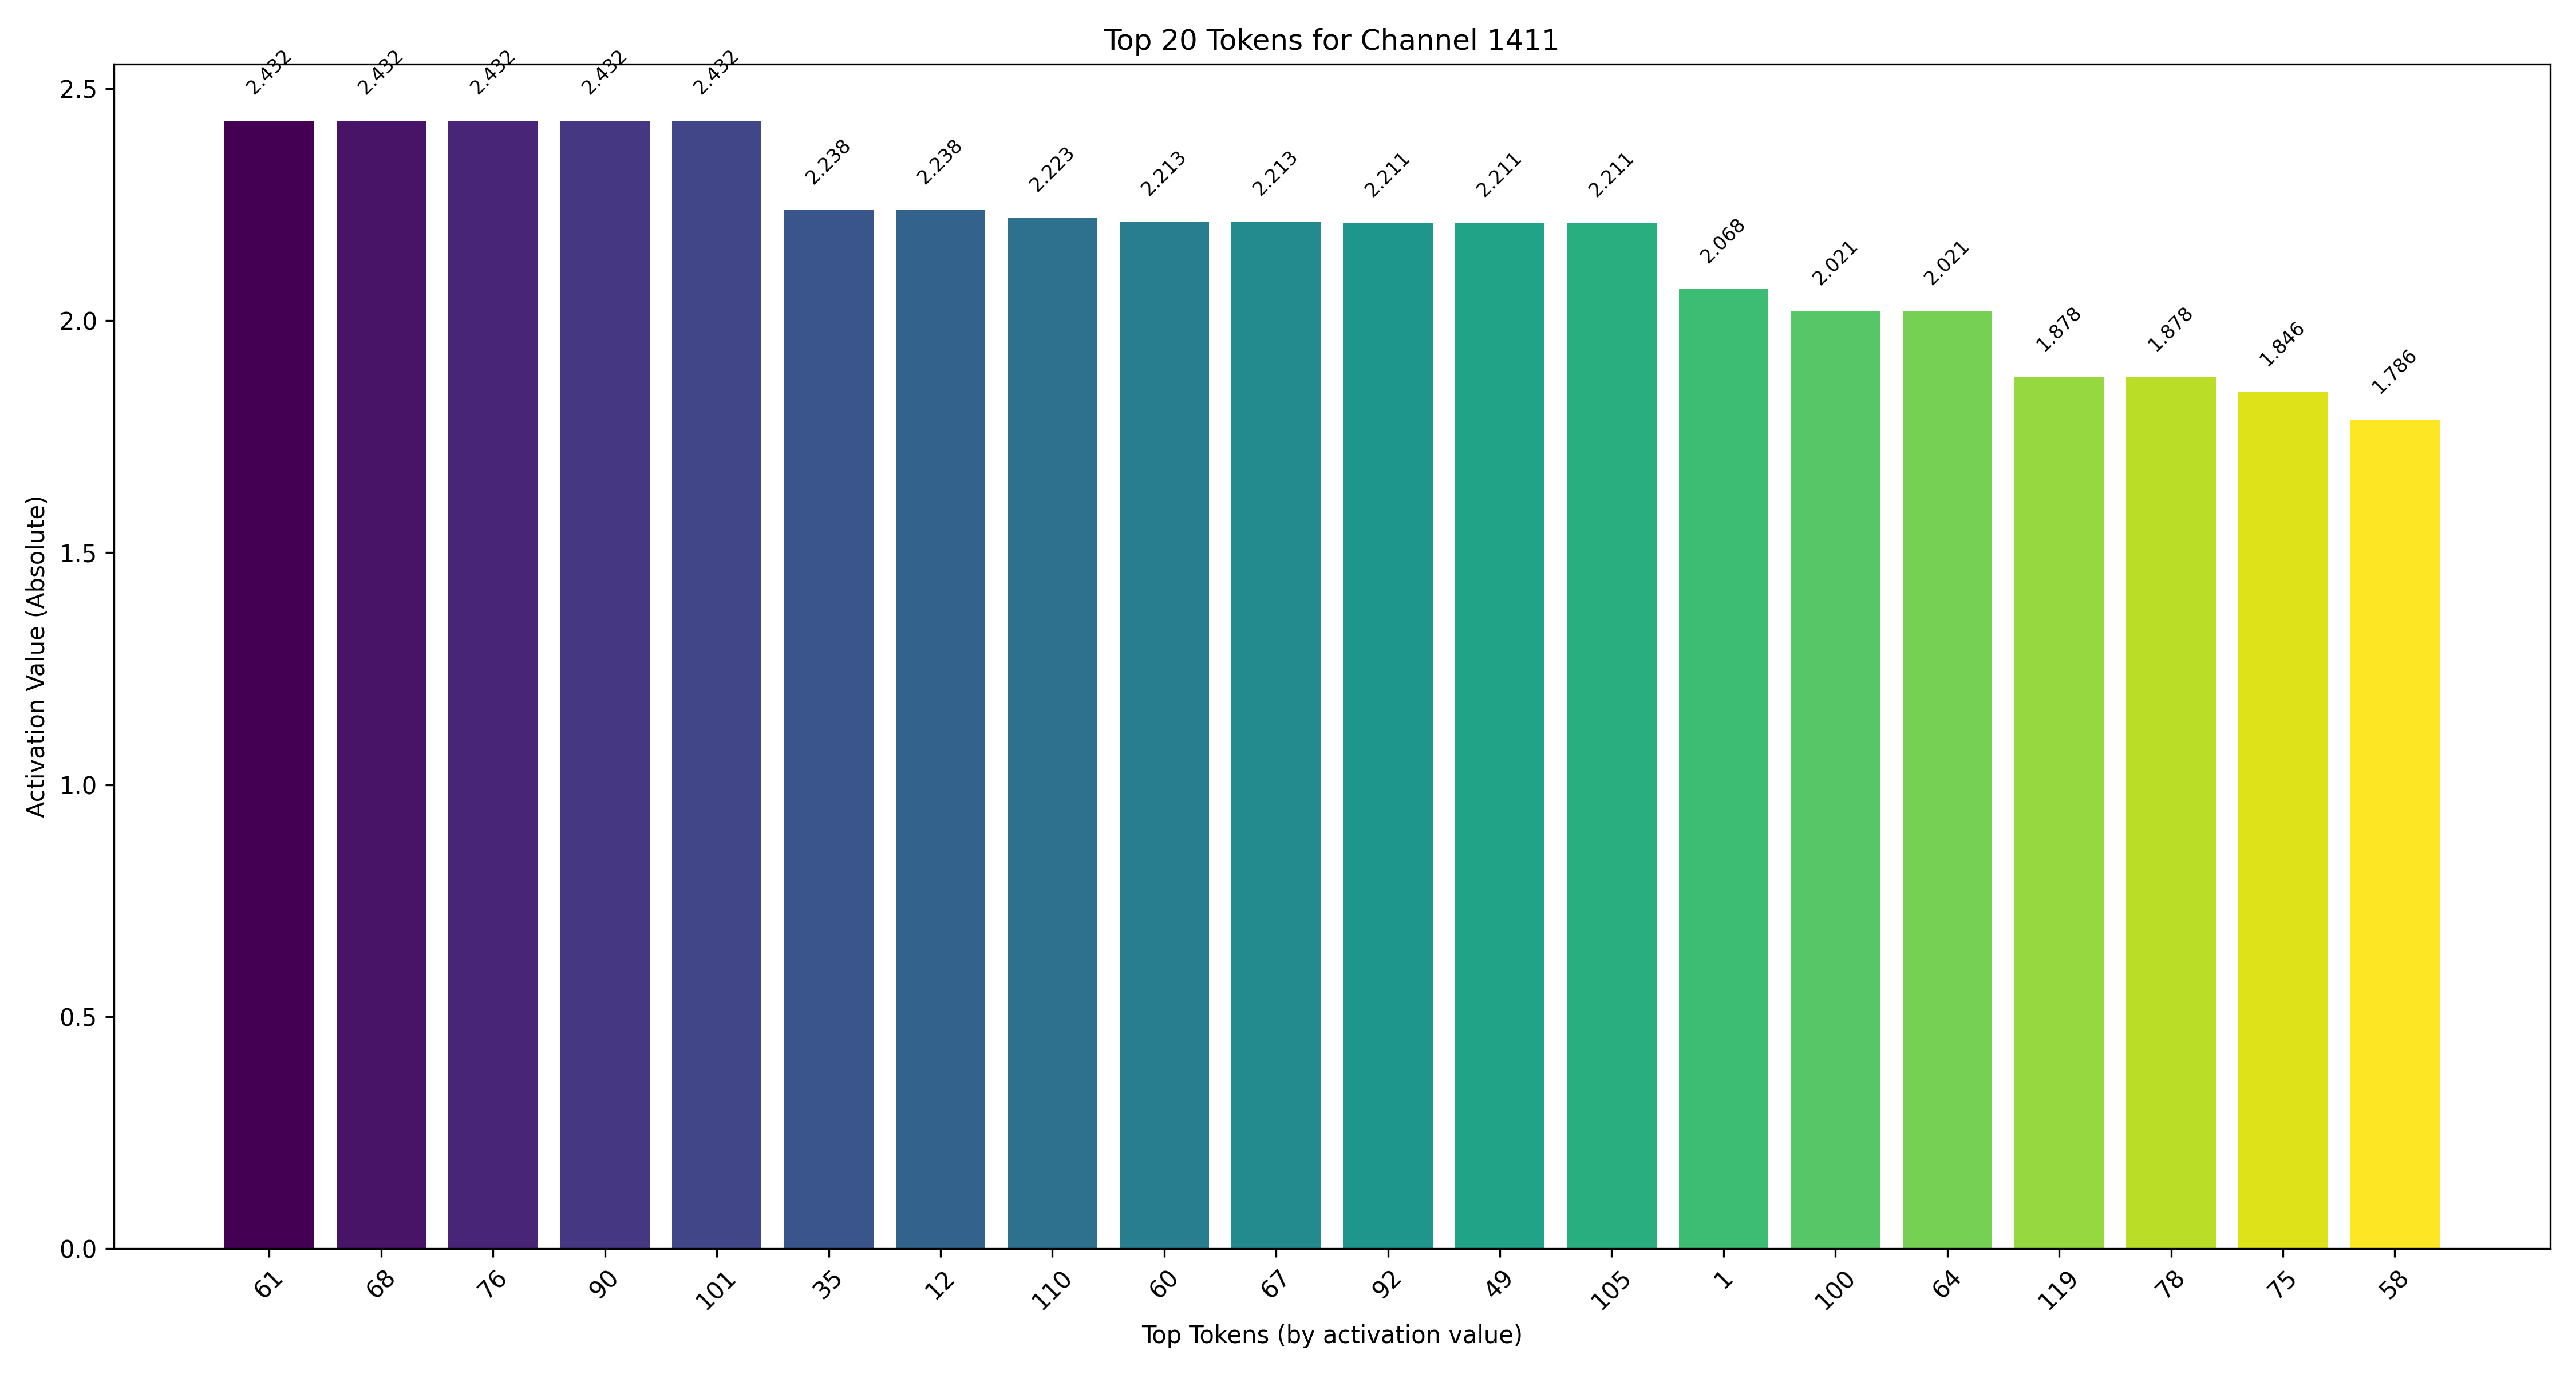 Top 20 Tokens for Channel 1411
2.432 2.432 2.432 2.432 2.432 2.238 2.238 2.223 2.213 2.213 2.211 2.211 2.211 2.068 2.021 2.021 1.878 1.878 1.846 1.786
Activation Value (Absolute)
2.5
2.0
1.5
1.0
0.5
0.0
61 68 76 90 101 35 12 110 60 67 92 49 105 1 100 64 119 78 75 58
Top Tokens (by activation value)